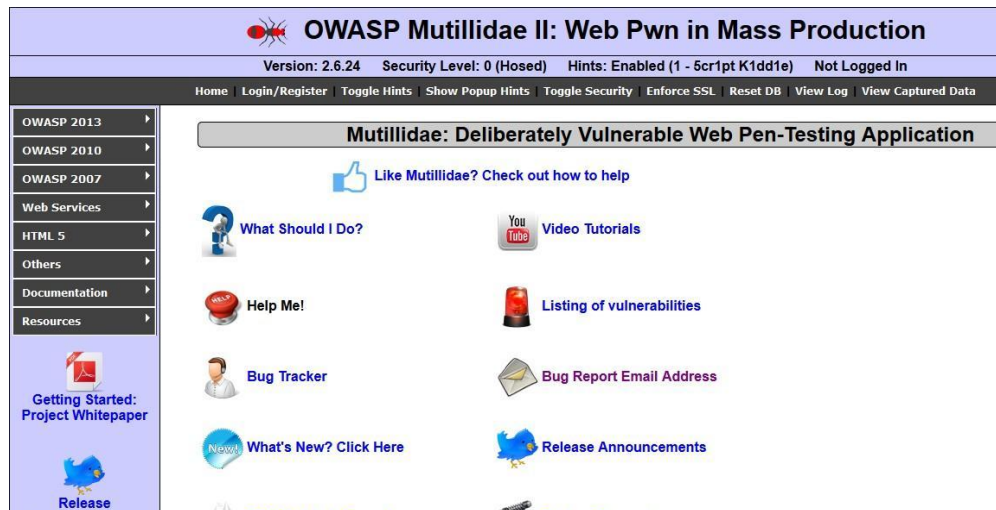 OWASP Mutillidae II: Web Pwn in Mass Production
Version: 2.6.24 Security Level: 0 (Hosed) Hints: Enabled (1 - 5cr1pt K1dd1e) Not Logged In
Home | Login/Register | Toggle Hints | Show Popup Hints | Toggle Security | Enforce SSL | Reset DB | View Log | View Captured Data
OWASP 2013
OWASP 2010
OWASP 2007
Web Services
HTML 5
Others
Documentation
Resources
Getting Started:
Project Whitepaper
Release
Mutillidae: Deliberately Vulnerable Web Pen-Testing Application
Like Mutillidae? Check out how to help
What Should I Do?
You
Tube
Video Tutorials
HELP
Help Me!
Listing of vulnerabilities
Bug Tracker
Bug Report Email Address
New!
What's New? Click Here
Release Announcements